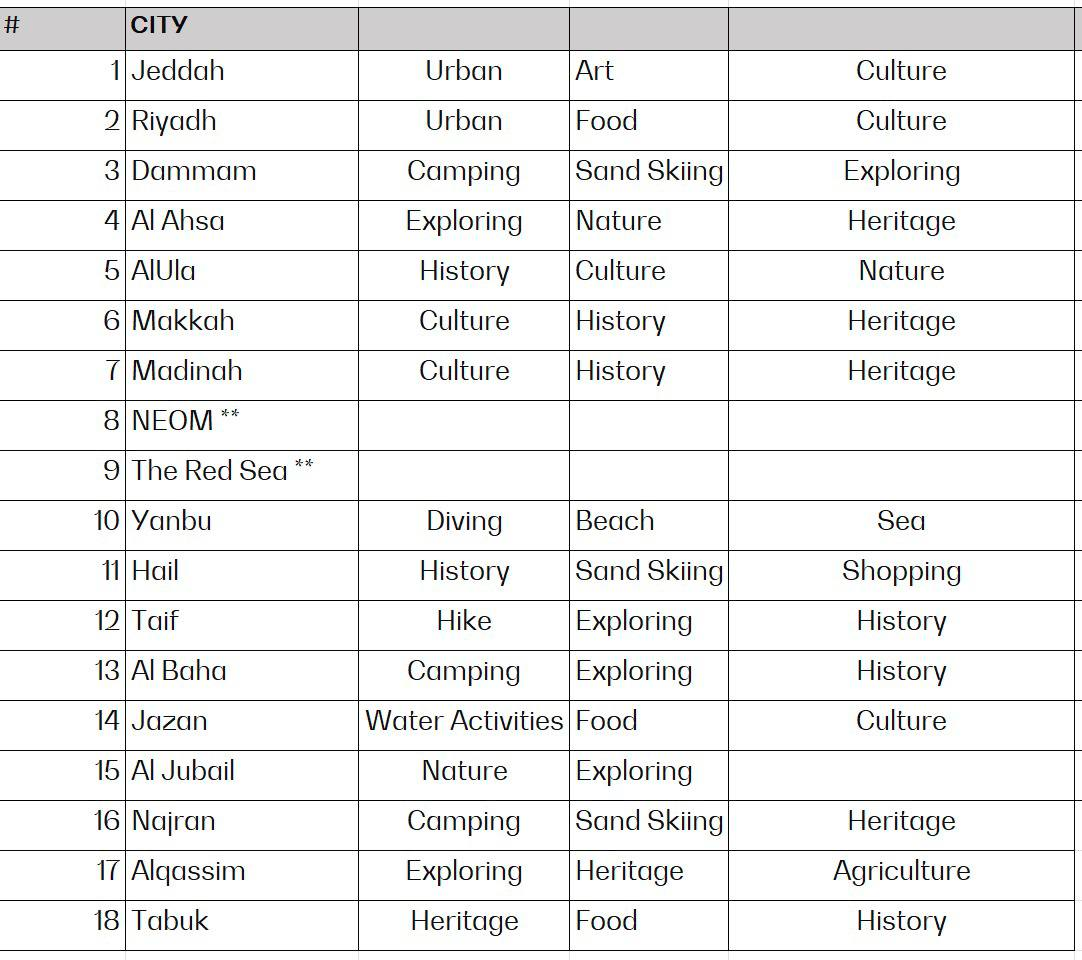 # CITY
1 Jeddah Urban Art Culture
2 Riyadh Urban Food Culture
3 Dammam Camping Sand Skiing Exploring
4 Al Ahsa Exploring Nature Heritage
5 AlUla History Culture Nature
6 Makkah Culture History Heritage
7 Madinah Culture History Heritage
8 NEOM **
9 The Red Sea **
10 Yanbu Diving Beach Sea
11 Hail History Sand Skiing Shopping
12 Taif Hike Exploring History
13 Al Baha Camping Exploring History
14 Jazan Water Activities Food Culture
15 Al Jubail Nature Exploring
16 Najran Camping Sand Skiing Heritage
17 Alqassim Exploring Heritage Agriculture
18 Tabuk Heritage Food History